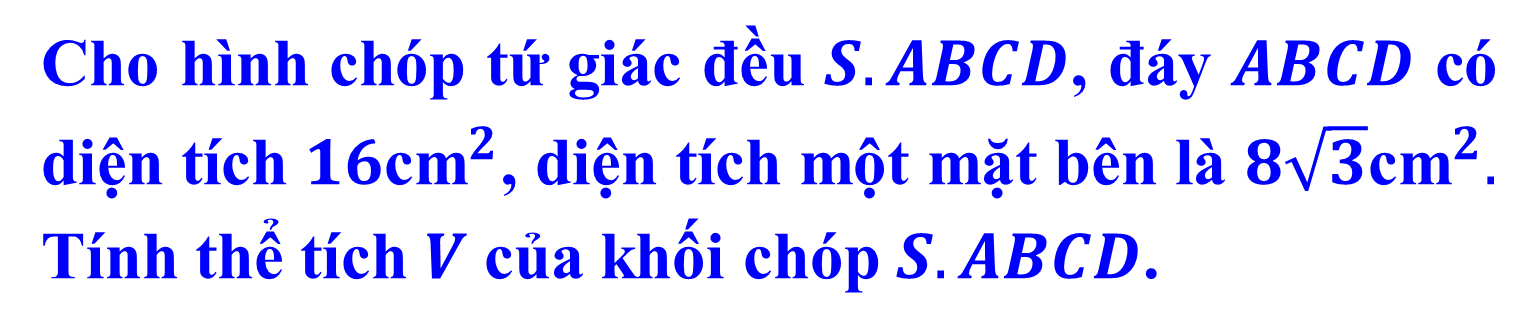 Cho hình chóp tứ giác đều S.ABCD, đáy ABCD có
diện tích 16cm², diện tích một mặt bên là 8√3cm².
Tính thể tích V của khối chóp S.ABCD.